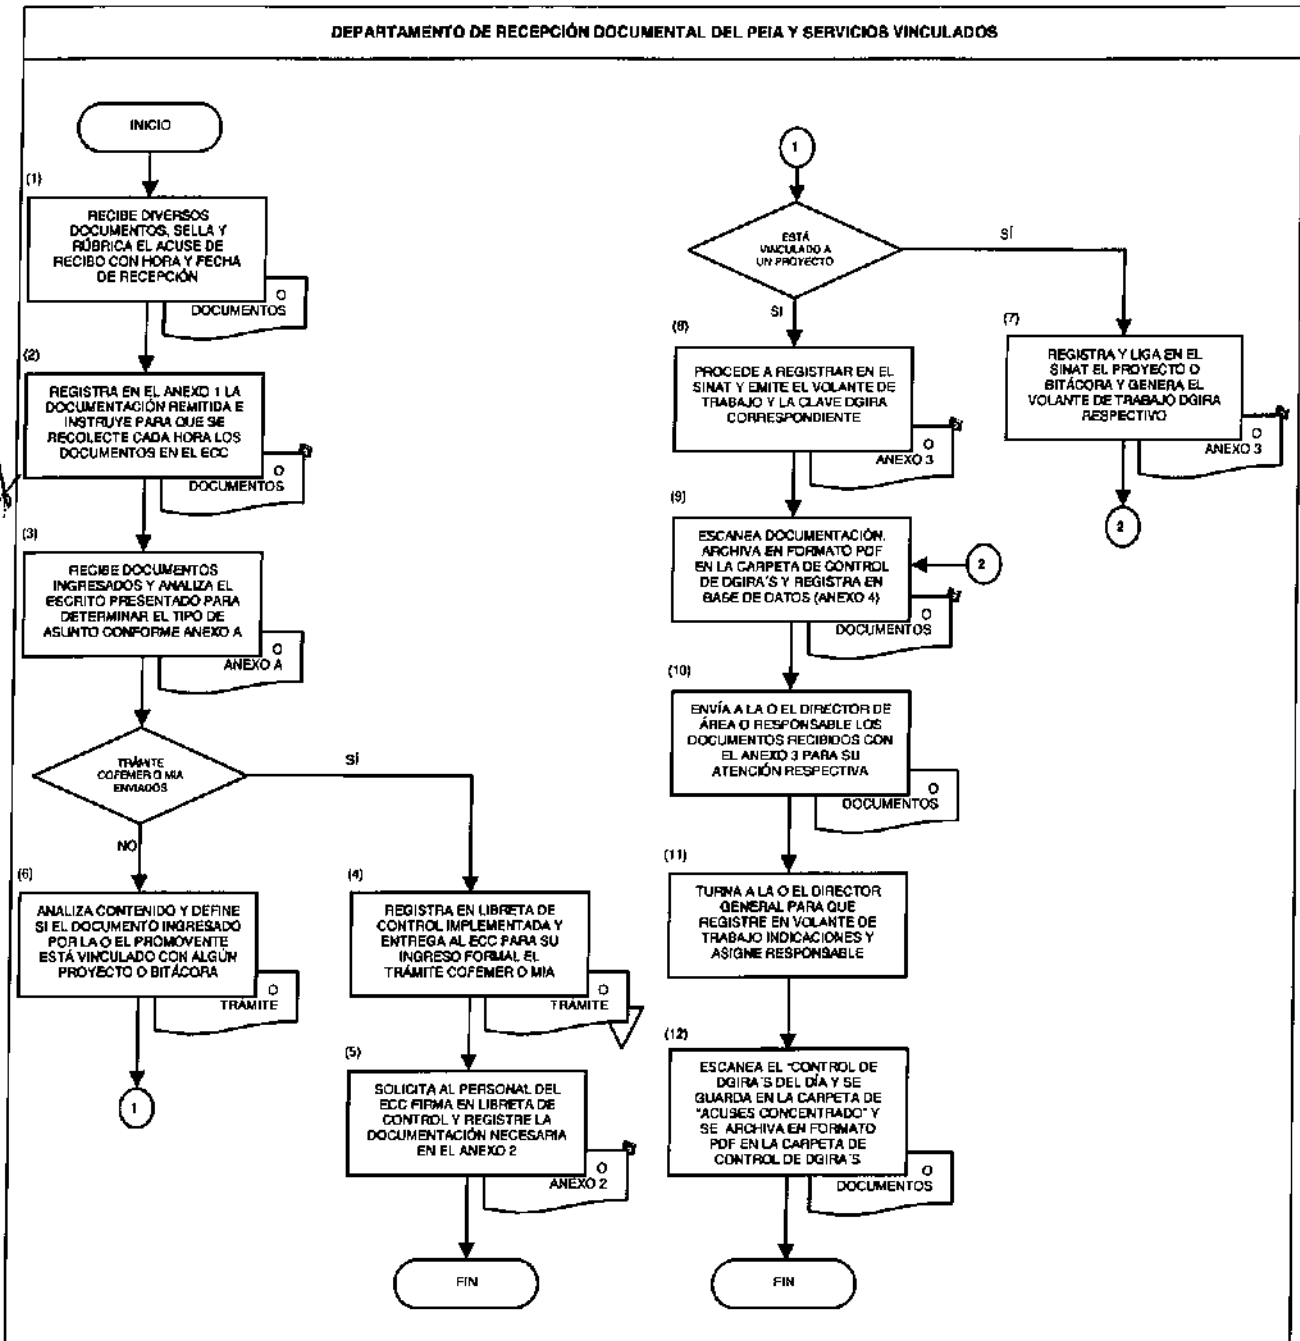 DEPARTAMENTO DE RECEPCIÓN DOCUMENTAL DEL PEIA Y SERVICIOS VINCULADOS
INICIO
(1)
RECIBE DIVERSOS
DOCUMENTOS, SELLA Y
RÚBRICA EL ACUSE DE
RECIBO CON HORA Y FECHA
DE RECEPCIÓN
O
DOCUMENTOS
(2)
REGISTRA EN EL ANEXO 1 LA
DOCUMENTACIÓN REMITIDA E
INSTRUYE PARA QUE SE
RECOLECTE CADA HORA LOS
DOCUMENTOS EN EL ECC
O
DOCUMENTOS
(3)
RECIBE DOCUMENTOS
INGRESADOS Y ANALIZA EL
ESCRITO PRESENTADO PARA
DETERMINAR EL TIPO DE
ASUNTO CONFORME ANEXO A
O
ANEXO A
TRÁMITE
COFEMER O MIA
ENVIADOS
SÍ
NO
(6)
ANALIZA CONTENIDO Y DEFINE
SI EL DOCUMENTO INGRESADO
POR LA O EL PROMOVENTE
ESTÁ VINCULADO CON ALGÚN
PROYECTO O BITÁCORA
O
TRÁMITE
1
(4)
REGISTRA EN LIBRETA DE
CONTROL IMPLEMENTADA Y
ENTREGA AL ECC PARA SU
INGRESO FORMAL EL
TRÁMITE COFEMER O MIA
O
TRÁMITE
(5)
SOLICITA AL PERSONAL DEL
ECC FIRMA EN LIBRETA DE
CONTROL Y REGISTRE LA
DOCUMENTACIÓN NECESARIA
EN EL ANEXO 2
O
ANEXO 2
FIN
1
ESTÁ
VINCULADO A
UN PROYECTO
SÍ
SI
(8)
PROCEDE A REGISTRAR EN EL
SINAT Y EMITE EL VOLANTE DE
TRABAJO Y LA CLAVE DGIRA
CORRESPONDIENTE
O
ANEXO 3
(7)
REGISTRA Y LIGA EN EL
SINAT EL PROYECTO O
BITÁCORA Y GENERA EL
VOLANTE DE TRABAJO DGIRA
RESPECTIVO
O
ANEXO 3
2
(9)
ESCANEA DOCUMENTACIÓN,
ARCHIVA EN FORMATO PDF
EN LA CARPETA DE CONTROL
DE DGIRA´S Y REGISTRA EN
BASE DE DATOS (ANEXO 4)
2
O
DOCUMENTOS
(10)
ENVÍA A LA O EL DIRECTOR DE
ÁREA O RESPONSABLE LOS
DOCUMENTOS RECIBIDOS CON
EL ANEXO 3 PARA SU
ATENCIÓN RESPECTIVA
O
DOCUMENTOS
(11)
TURNA A LA O EL DIRECTOR
GENERAL PARA QUE
REGISTRE EN VOLANTE DE
TRABAJO INDICACIONES Y
ASIGNE RESPONSABLE
(12)
ESCANEA EL "CONTROL DE
DGIRA´S DEL DÍA Y SE
GUARDA EN LA CARPETA DE
"ACUSES CONCENTRADO" Y
SE ARCHIVA EN FORMATO
PDF EN LA CARPETA DE
CONTROL DE DGIRA´S
O
DOCUMENTOS
FIN